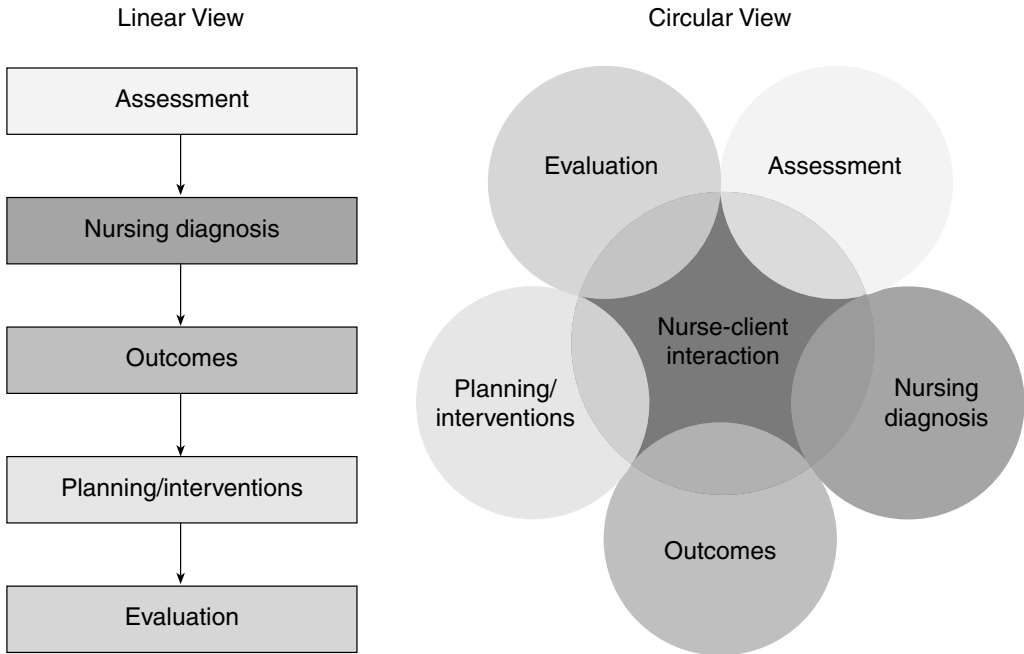 Linear View
Assessment
Nursing diagnosis
Outcomes
Planning/interventions
Evaluation
Circular View
Evaluation
Assessment
Nurse-client
interaction
Planning/
interventions
Nursing
diagnosis
Outcomes